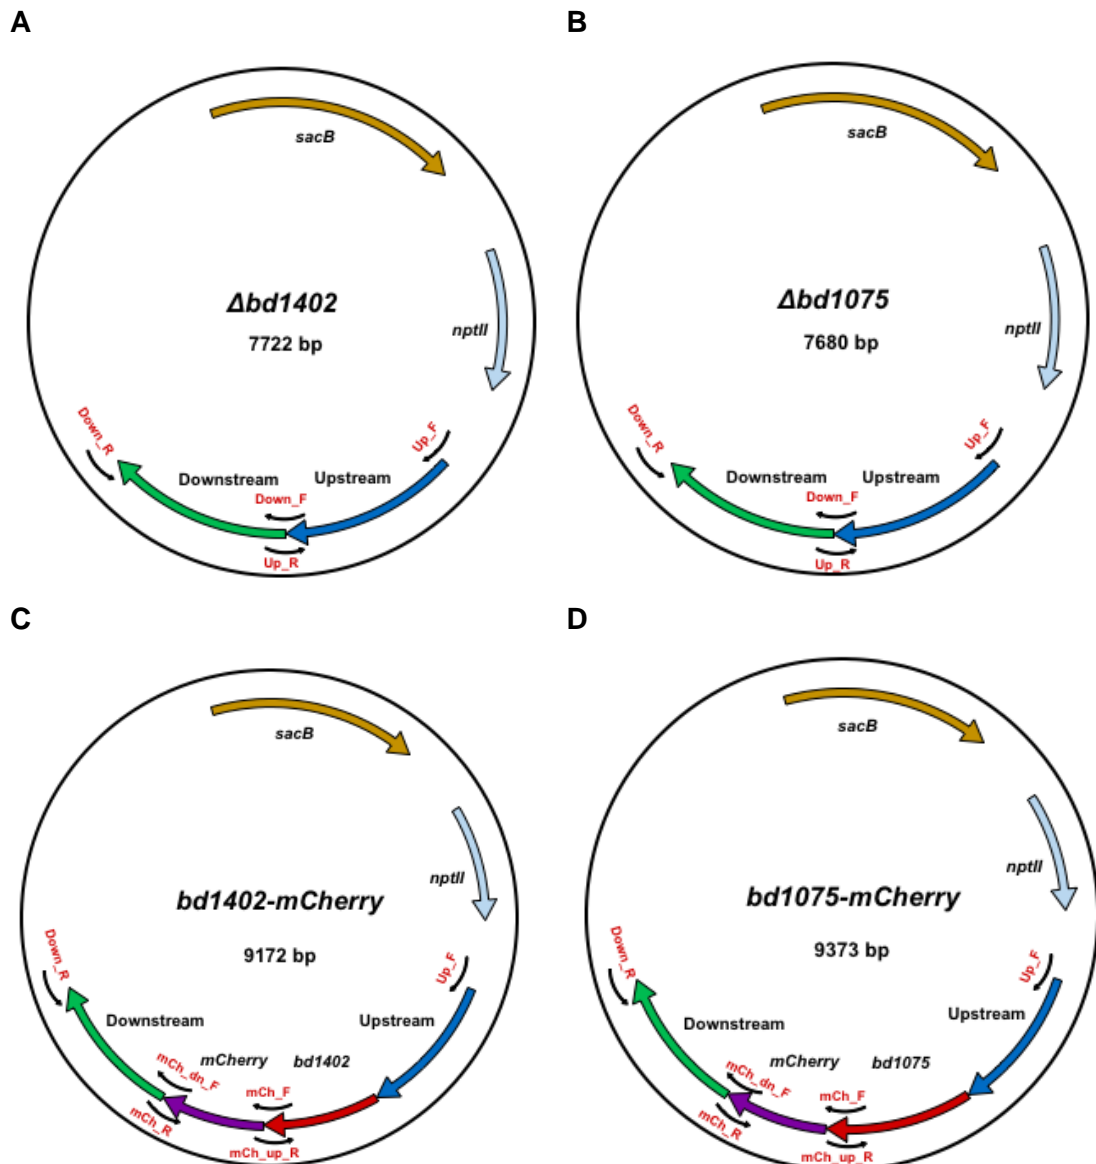 A
sacB
Δbd1402
7722 bp
nptII
Down_R
Up_F
Downstream
Upstream
Down_F
Up_R
B
sacB
Δbd1075
7680 bp
nptII
Down_R
Up_F
Downstream
Upstream
Down_F
Up_R
C
sacB
nptII
bd1402-mCherry
9172 bp
Down_R
Up_F
Downstream
Upstream
mCherry
bd1402
mCh_dn_F
mCh_F
mCh_R
mCh_up_R
D
sacB
nptII
bd1075-mCherry
9373 bp
Down_R
Up_F
Downstream
Upstream
mCherry
bd1075
mCh_dn_F
mCh_F
mCh_R
mCh_up_R